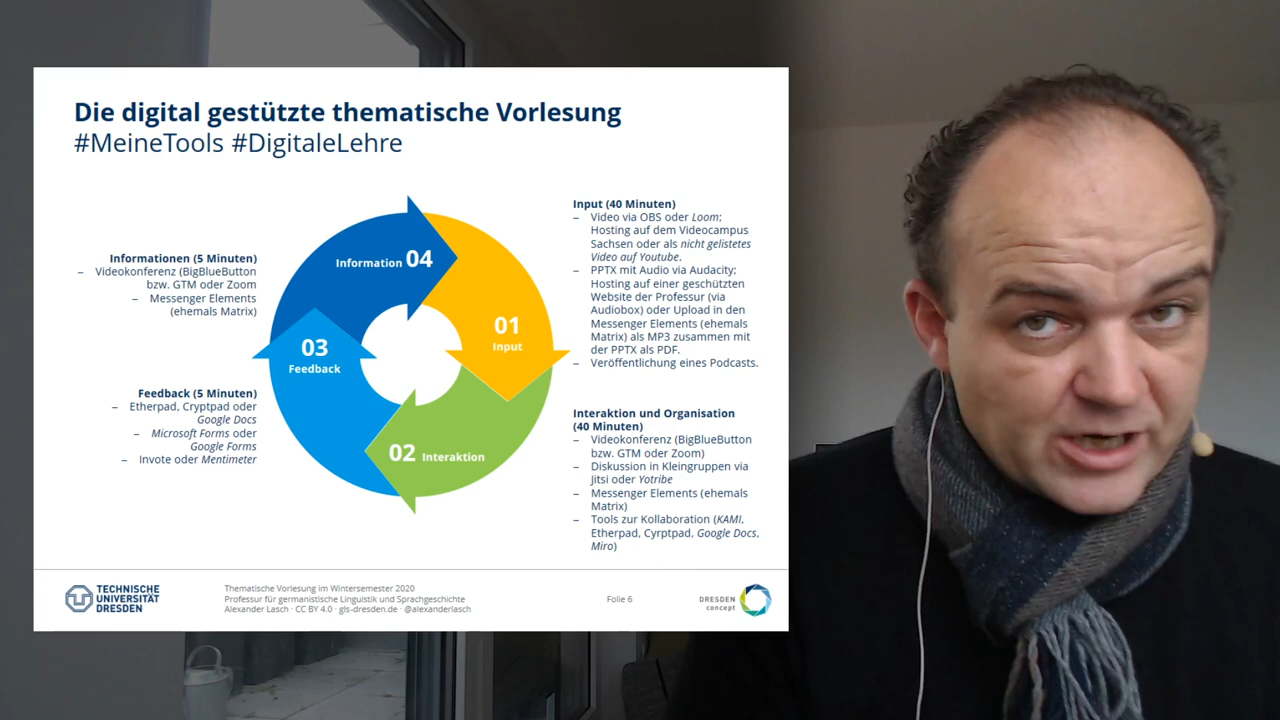 Die digital gestützte thematische Vorlesung
#MeineTools #DigitaleLehre
Informationen (5 Minuten)
– Videokonferenz (BigBlueButton
bzw. GTM oder Zoom)
– Messenger Elements
(ehemals Matrix)
Feedback (5 Minuten)
– Etherpad, Cryptpad oder
Google Docs
– Microsoft Forms oder
Google Forms
– Invote oder Mentimeter
Information 04
01
Input
03
Feedback
02 Interaktion
Input (40 Minuten)
– Video via OBS oder Loom;
Hosting auf dem Videocampus
Sachsen oder als nicht gelistetes
Video auf Youtube.
– PPTX mit Audio via Audacity;
Hosting auf einer geschützten
Website der Professur (via
Audiobox) oder Upload in den
Messenger Elements (ehemals
Matrix) als MP3 zusammen mit
der PPTX als PDF.
– Veröffentlichung eines Podcasts.
Interaktion und Organisation
(40 Minuten)
– Videokonferenz (BigBlueButton
bzw. GTM oder Zoom)
– Diskussion in Kleingruppen via
Jitsi oder Yotribe
– Messenger Elements (ehemals
Matrix)
– Tools zur Kollaboration (KAMI,
Etherpad, Cyrptpad, Google Docs,
Miro)
TECHNISCHE
UNIVERSITÄT
DRESDEN
Thematische Vorlesung im Wintersemester 2020
Professur für germanistische Linguistik und Sprachgeschichte
Alexander Lasch · CC BY 4.0 · gls-dresden.de · @alexanderlasch
Folie 6
DRESDEN
concept